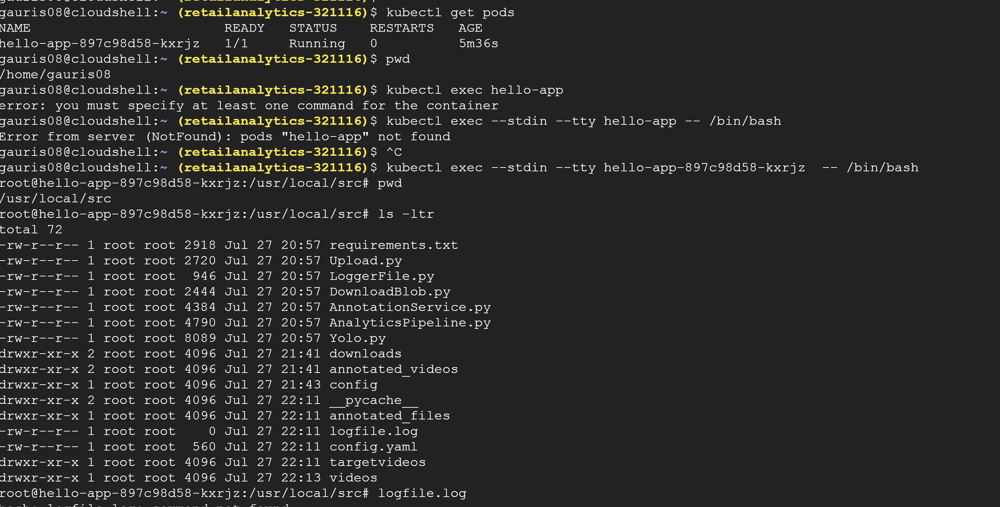 gauris08@cloudshell:~ (retailanalytics-321116)$
gauris08@cloudshell:~ (retailanalytics-321116)$ kubectl get pods
NAME                         READY   STATUS    RESTARTS   AGE
hello-app-897c98d58-kxrjz   1/1     Running   0          5m36s
gauris08@cloudshell:~ (retailanalytics-321116)$ pwd
/home/gauris08
gauris08@cloudshell:~ (retailanalytics-321116)$ kubectl exec hello-app
error: you must specify at least one command for the container
gauris08@cloudshell:~ (retailanalytics-321116)$ kubectl exec --stdin --tty hello-app -- /bin/bash
Error from server (NotFound): pods "hello-app" not found
gauris08@cloudshell:~ (retailanalytics-321116)$ ^C
gauris08@cloudshell:~ (retailanalytics-321116)$ kubectl exec --stdin --tty hello-app-897c98d58-kxrjz  -- /bin/bash
root@hello-app-897c98d58-kxrjz:/usr/local/src# pwd
/usr/local/src
root@hello-app-897c98d58-kxrjz:/usr/local/src# ls -ltr
total 72
-rw-r--r-- 1 root root 2918 Jul 27 20:57 requirements.txt
-rw-r--r-- 1 root root 2720 Jul 27 20:57 Upload.py
-rw-r--r-- 1 root root  946 Jul 27 20:57 LoggerFile.py
-rw-r--r-- 1 root root 2444 Jul 27 20:57 DownloadBlob.py
-rw-r--r-- 1 root root 4384 Jul 27 20:57 AnnotationService.py
-rw-r--r-- 1 root root 4790 Jul 27 20:57 AnalyticsPipeline.py
-rw-r--r-- 1 root root 8089 Jul 27 20:57 Yolo.py
drwxr-xr-x 2 root root 4096 Jul 27 21:41 downloads
drwxr-xr-x 2 root root 4096 Jul 27 21:41 annotated_videos
drwxr-xr-x 1 root root 4096 Jul 27 21:43 config
drwxr-xr-x 2 root root 4096 Jul 27 22:11 __pycache__
drwxr-xr-x 1 root root 4096 Jul 27 22:11 annotated_files
-rw-r--r-- 1 root root    0 Jul 27 22:11 logfile.log
-rw-r--r-- 1 root root  560 Jul 27 22:11 config.yaml
drwxr-xr-x 1 root root 4096 Jul 27 22:11 targetvideos
drwxr-xr-x 1 root root 4096 Jul 27 22:13 videos
root@hello-app-897c98d58-kxrjz:/usr/local/src# logfile.log
bash: logfile.log: command not found